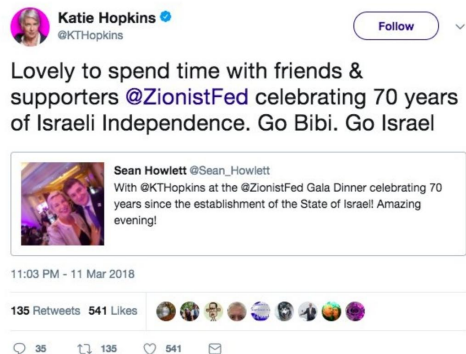 Katie Hopkins
@KTHopkins
Follow
Lovely to spend time with friends &
supporters @ZionistFed celebrating 70 years
of Israeli Independence. Go Bibi. Go Israel
Sean Howlett @Sean_Howlett
With @KTHopkins at the @ZionistFed Gala Dinner celebrating 70
years since the establishment of the State of Israel! Amazing
evening!
11:03 PM - 11 Mar 2018
135 Retweets 541 Likes
35 135 541